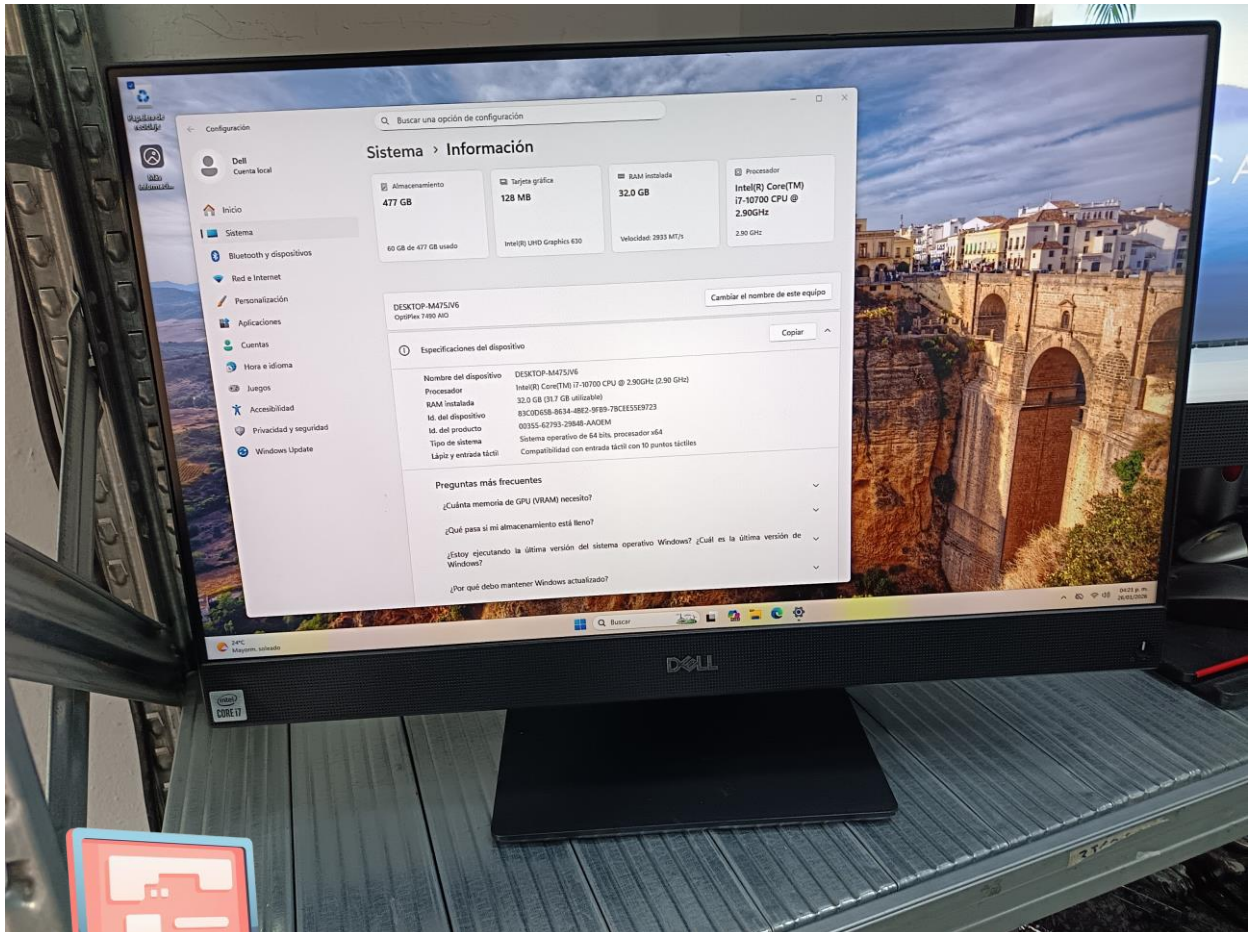 Papelera de
reciclaje
Configuración
Buscar una opción de configuración
Dell
Cuenta local
Inicio
Sistema
Bluetooth y dispositivos
Red e Internet
Personalización
Aplicaciones
Cuentas
Hora e idioma
Juegos
Accesibilidad
Privacidad y seguridad
Windows Update
Sistema > Información
Almacenamiento
477 GB
60 GB de 477 GB usado
Tarjeta gráfica
128 MB
Intel(R) UHD Graphics 630
RAM instalada
32.0 GB
Velocidad: 2933 MT/s
Procesador
Intel(R) Core(TM)
i7-10700 CPU @
2.90GHz
2.90 GHz
DESKTOP-M475JV6
OptiPlex 7490 AIO
Cambiar el nombre de este equipo
Especificaciones del dispositivo
Copiar
Nombre del dispositivo DESKTOP-M475JV6
Procesador Intel(R) Core(TM) i7-10700 CPU @ 2.90GHz (2.90 GHz)
RAM instalada 32.0 GB (31.7 GB utilizable)
Id. del dispositivo
Id. del producto 00355-62793-29848-AAOEM
Tipo de sistema Sistema operativo de 64 bits, procesador x64
Lápiz y entrada táctil Compatibilidad con entrada táctil con 10 puntos táctiles
Preguntas más frecuentes
¿Cuánta memoria de GPU (VRAM) necesito?
¿Qué pasa si mi almacenamiento está lleno?
¿Estoy ejecutando la última versión del sistema operativo Windows? ¿Cuál es la última versión de
Windows?
¿Por qué debo mantener Windows actualizado?
24°C
Mayorm. soleado
Buscar
04:25 p. m.
DELL
intel
CORE i7